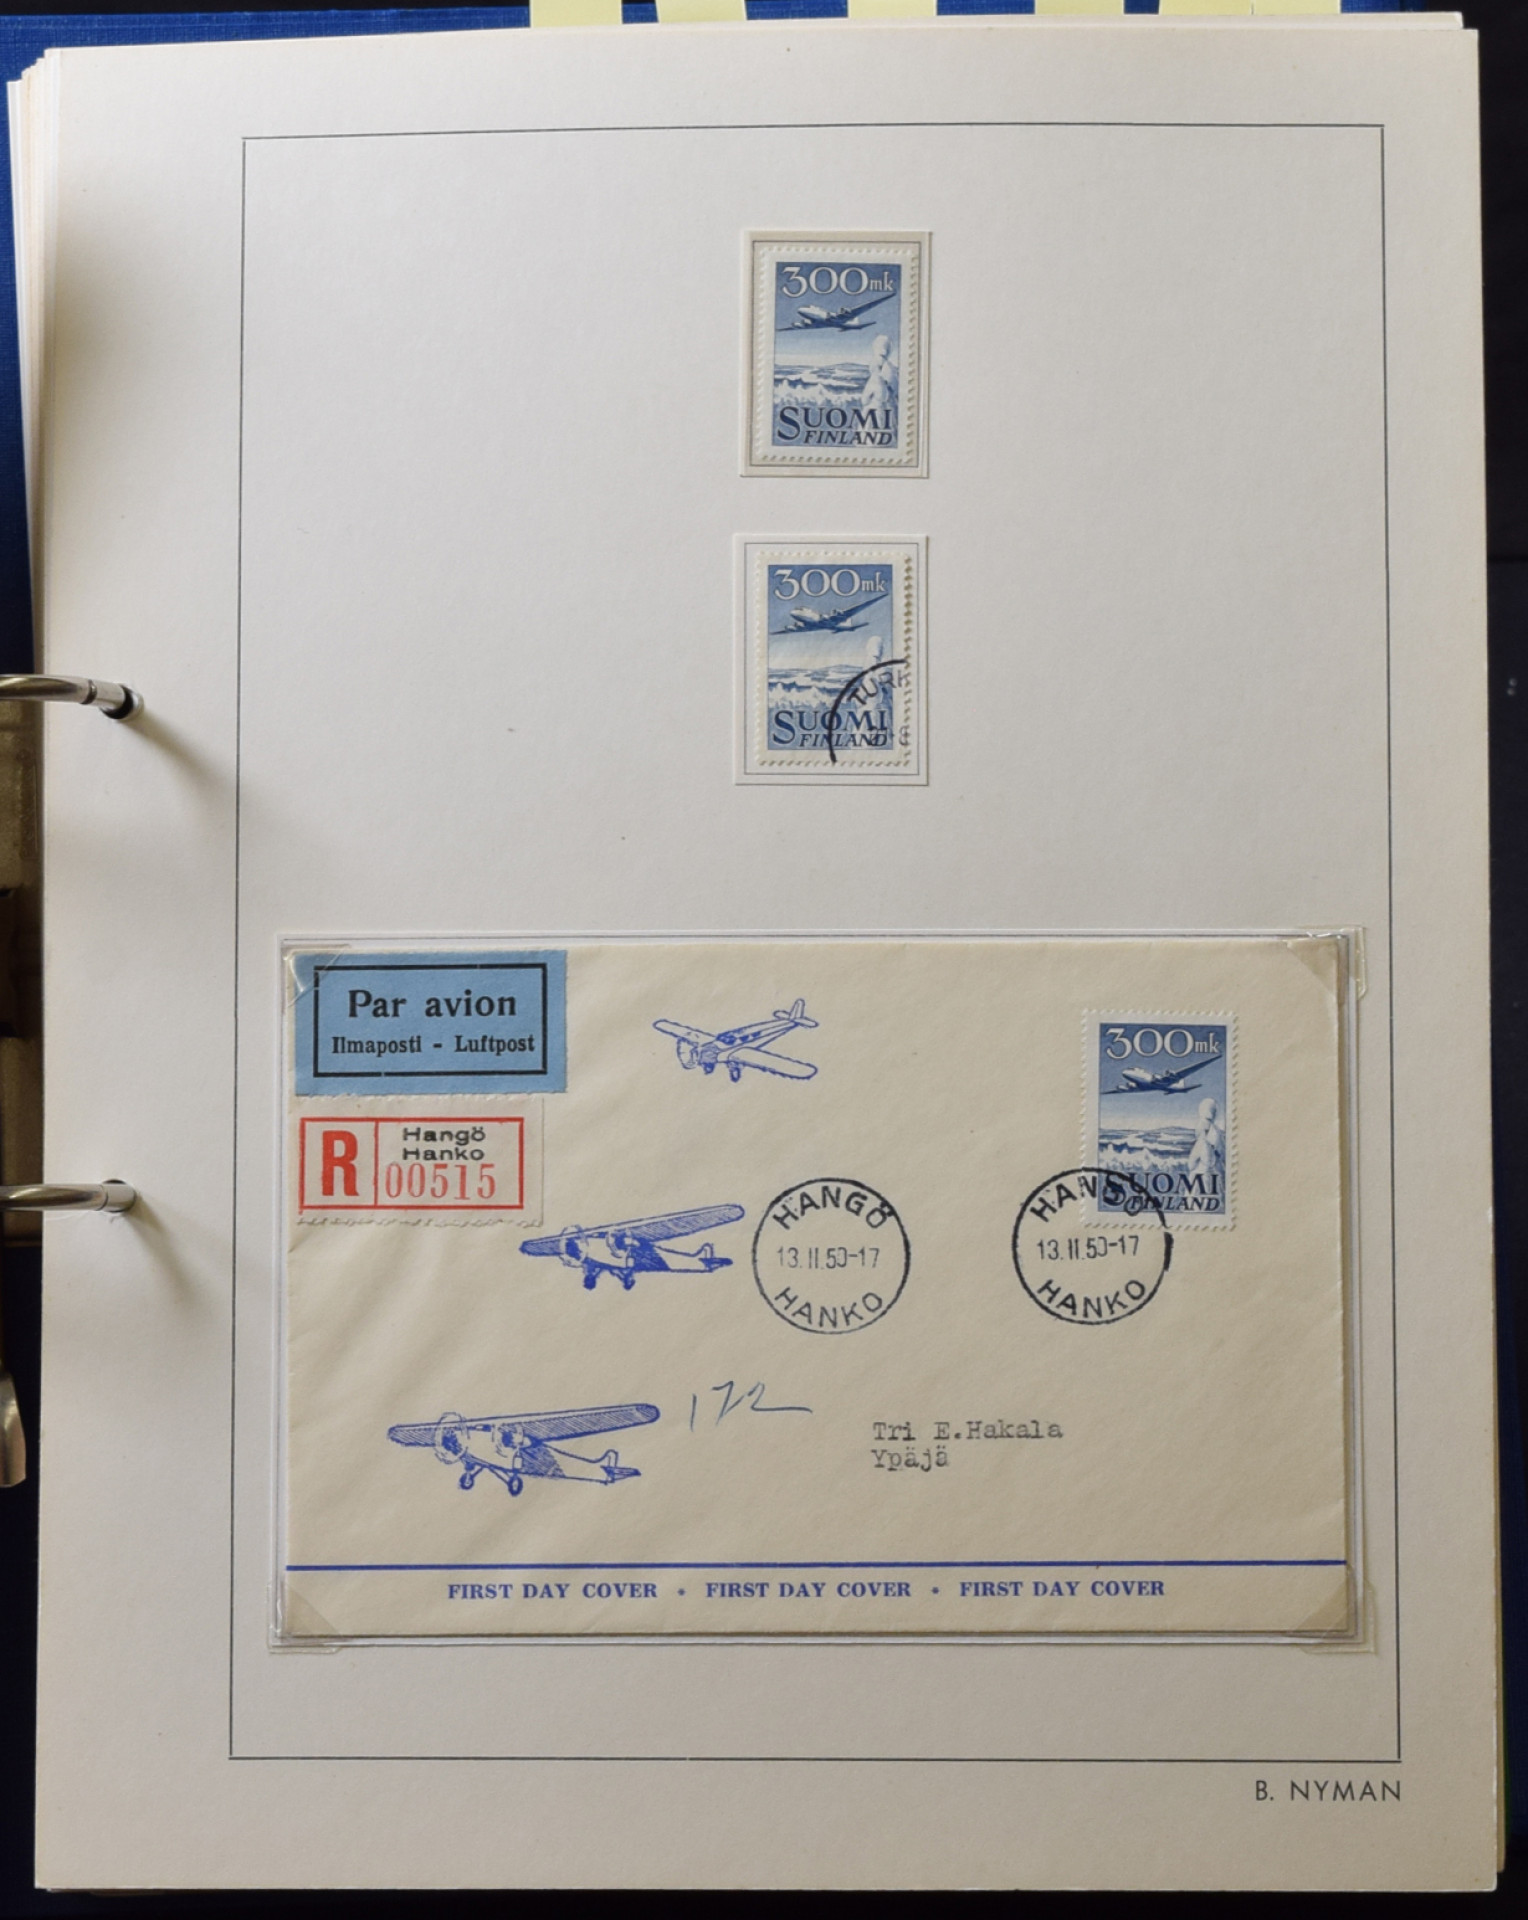 300mk
SUOMI
FINLAND
300mk
SUOMI
FINLAND
TURK
Par avion
Ilmaposti - Luftpost
R
Hangö
Hanko
00515
300mk
SUOMI
FINLAND
HANGÖ
13.II.50-17
HANKO
HANGÖ
13.II.50-17
HANKO
172
Tri E.Hakala
Ypäjä
FIRST DAY COVER • FIRST DAY COVER • FIRST DAY COVER
B. NYMAN